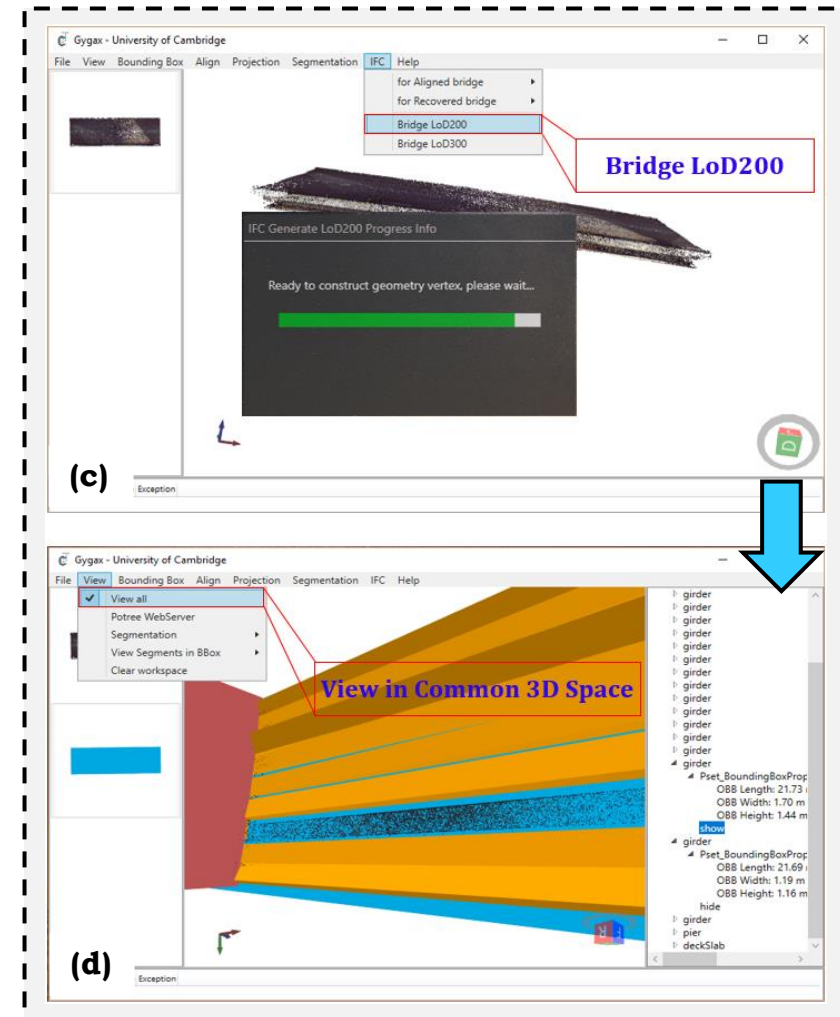 Gygax - University of Cambridge
File View Bounding Box Align Projection Segmentation IFC Help
for Aligned bridge
for Recovered bridge
Bridge LoD200
Bridge LoD300
Bridge LoD200
IFC Generate LoD200 Progress Info
Ready to construct geometry vertex, please wait...
D
(c)
Exception
Gygax - University of Cambridge
File View Bounding Box Align Projection Segmentation IFC Help
View all
Potree WebServer
Segmentation
View Segments in BBox
Clear workspace
View in Common 3D Space
girder
girder
girder
girder
girder
girder
girder
girder
girder
girder
girder
girder
girder
girder
Pset_BoundingBoxProp
OBB Length: 21.73
OBB Width: 1.70 m
OBB Height: 1.44 m
show
girder
Pset_BoundingBoxProp
OBB Length: 21.69
OBB Width: 1.19 m
OBB Height: 1.16 m
hide
girder
pier
deckSlab
(d)
Exception